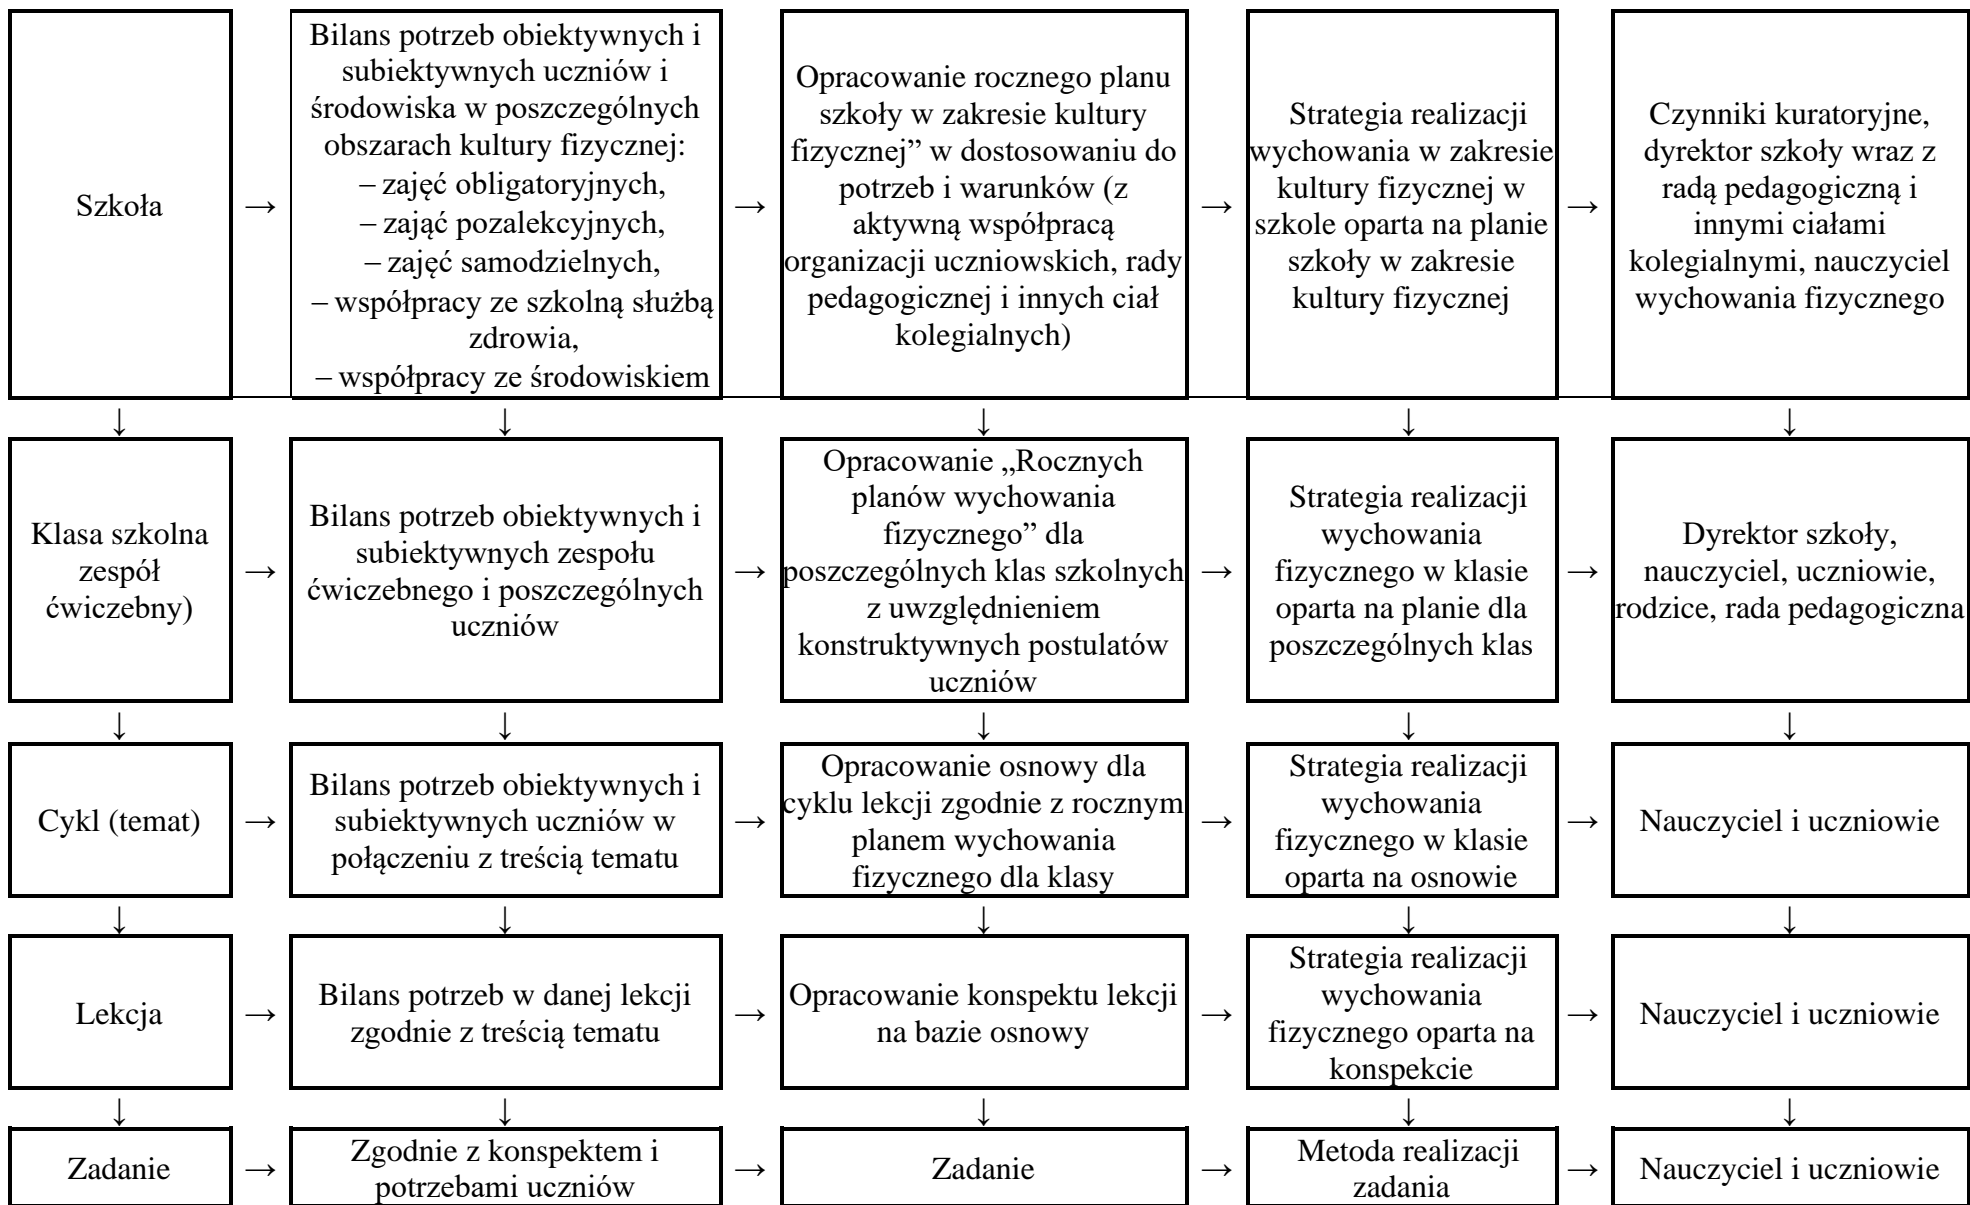 Szkoła
→
Bilans potrzeb obiektywnych i
subiektywnych uczniów i
środowiska w poszczególnych
obszarach kultury fizycznej:
– zajęć obligatoryjnych,
– zająć pozalekcyjnych,
– zajęć samodzielnych,
– współpracy ze szkolną służbą
zdrowia,
– współpracy ze środowiskiem
→
Opracowanie rocznego planu
szkoły w zakresie kultury
fizycznej” w dostosowaniu do
potrzeb i warunków (z
aktywną współpracą
organizacji uczniowskich, rady
pedagogicznej i innych ciał
kolegialnych)
→
Strategia realizacji
wychowania w zakresie
kultury fizycznej w
szkole oparta na planie
szkoły w zakresie
kultury fizycznej
→
Czynniki kuratoryjne,
dyrektor szkoły wraz z
radą pedagogiczną i
innymi ciałami
kolegialnymi, nauczyciel
wychowania fizycznego
↓ ↓ ↓ ↓ ↓
Klasa szkolna
zespół
ćwiczebny)
→
Bilans potrzeb obiektywnych i
subiektywnych zespołu
ćwiczebnego i poszczególnych
uczniów
→
Opracowanie „Rocznych
planów wychowania
fizycznego” dla
poszczególnych klas szkolnych
z uwzględnieniem
konstruktywnych postulatów
uczniów
→
Strategia realizacji
wychowania
fizycznego w klasie
oparta na planie dla
poszczególnych klas
→
Dyrektor szkoły,
nauczyciel, uczniowie,
rodzice, rada pedagogiczna
↓ ↓ ↓ ↓ ↓
Cykl (temat)
→
Bilans potrzeb obiektywnych i
subiektywnych uczniów w
połączeniu z treścią tematu
→
Opracowanie osnowy dla
cyklu lekcji zgodnie z rocznym
planem wychowania
fizycznego dla klasy
→
Strategia realizacji
wychowania
fizycznego w klasie
oparta na osnowie
→
Nauczyciel i uczniowie
↓ ↓ ↓ ↓ ↓
Lekcja
→
Bilans potrzeb w danej lekcji
zgodnie z treścią tematu
→
Opracowanie konspektu lekcji
na bazie osnowy
→
Strategia realizacji
wychowania
fizycznego oparta na
konspekcie
→
Nauczyciel i uczniowie
↓ ↓ ↓ ↓ ↓
Zadanie
→
Zgodnie z konspektem i
potrzebami uczniów
→
Zadanie
→
Metoda realizacji
zadania
→
Nauczyciel i uczniowie